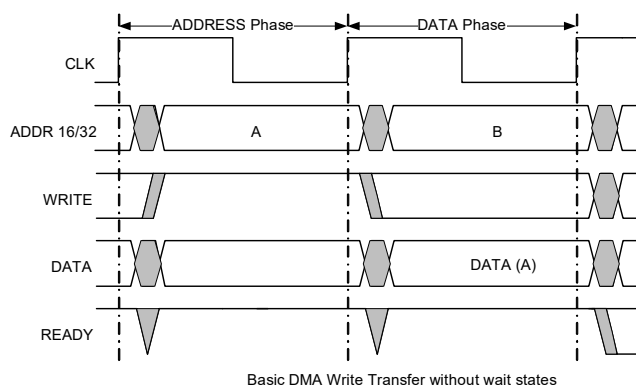 ADDRESS Phase DATA Phase
CLK
ADDR 16/32 A B
WRITE
DATA DATA (A)
READY
Basic DMA Write Transfer without wait states